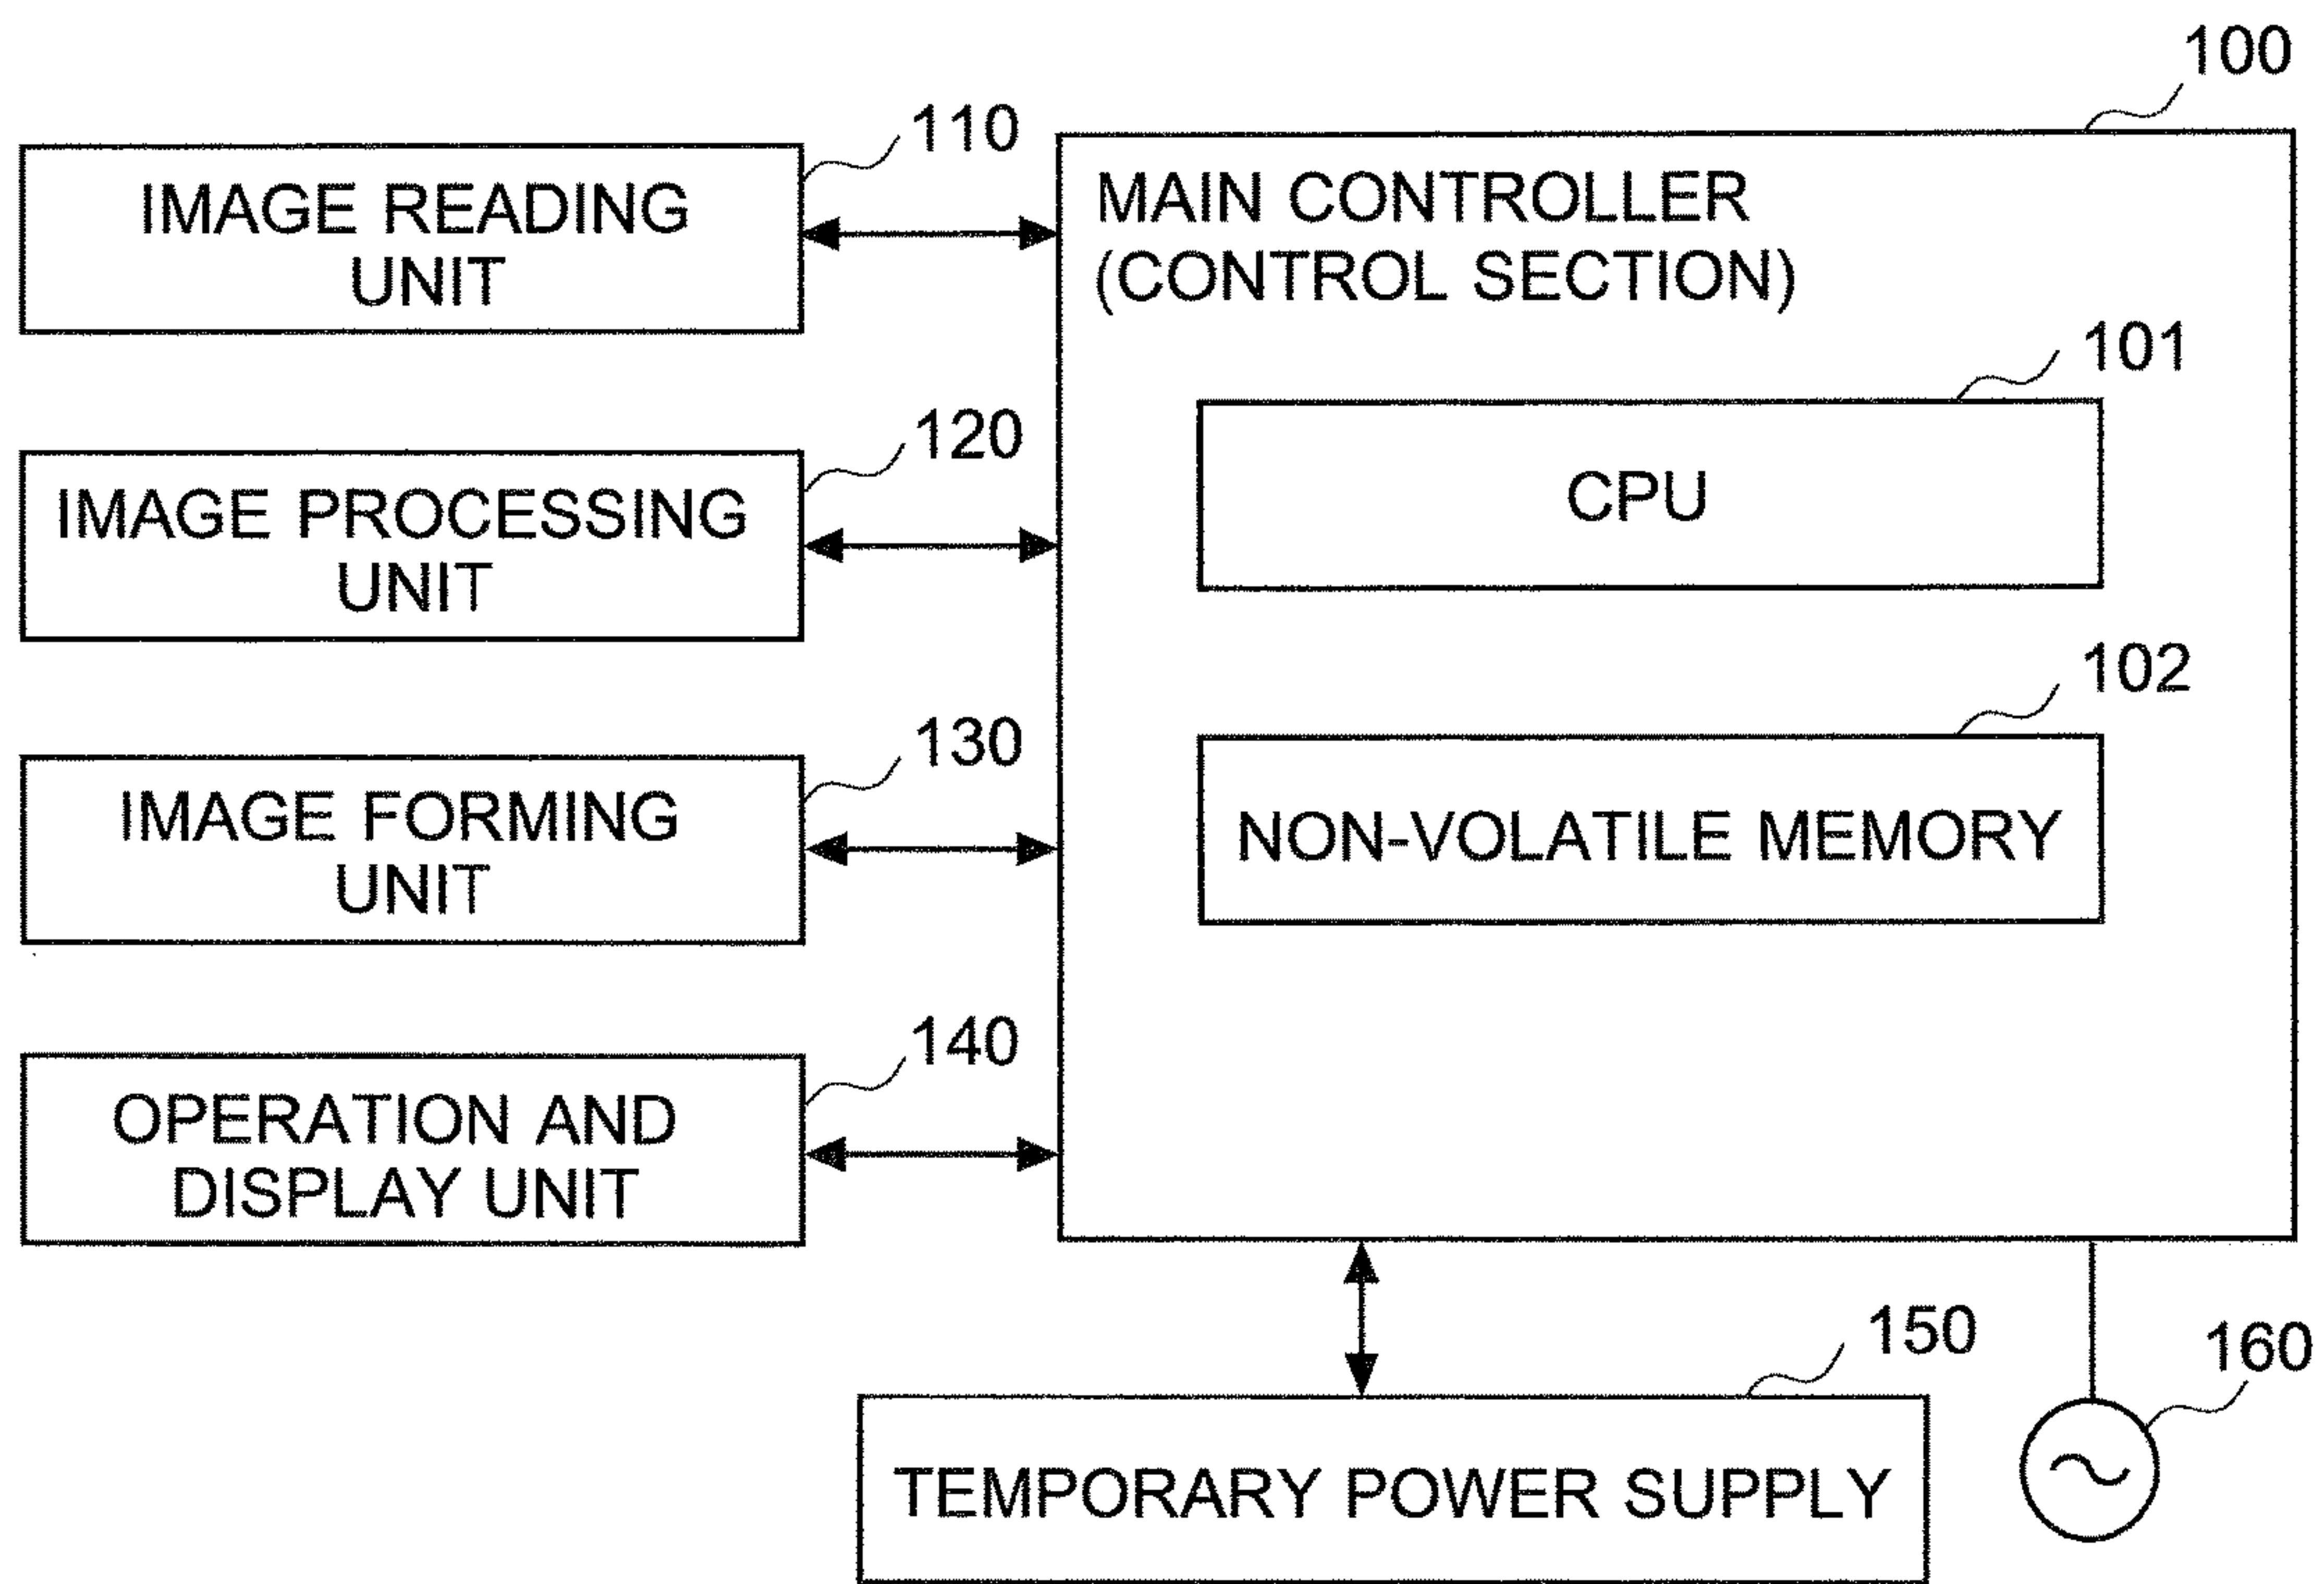 100
110
IMAGE READING
UNIT
MAIN CONTROLLER
(CONTROL SECTION)
101
CPU
120
IMAGE PROCESSING
UNIT
102
NON-VOLATILE MEMORY
130
IMAGE FORMING
UNIT
140
OPERATION AND
DISPLAY UNIT
150
TEMPORARY POWER SUPPLY
160